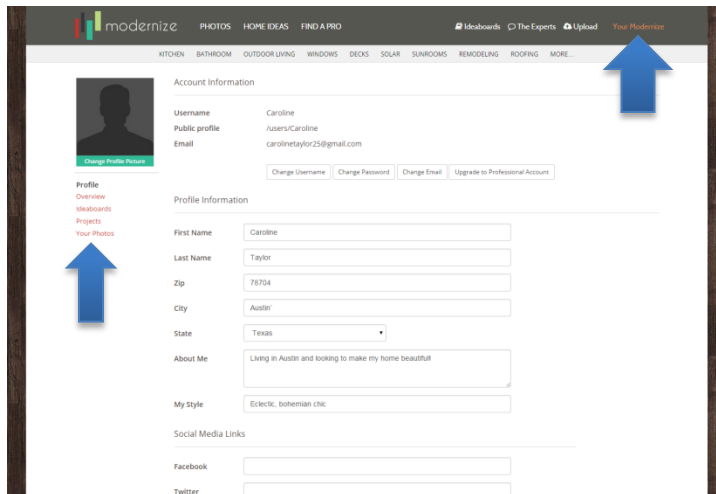 modernize PHOTOS HOME IDEAS FIND A PRO Ideaboards The Experts Upload Your Modernize
KITCHEN BATHROOM OUTDOOR LIVING WINDOWS DECKS SOLAR SUNROOMS REMODELING ROOFING MORE...
Account Information
Username Caroline
Public profile /users/Caroline
Email carolinetaylor25@gmail.com
Change Profile Picture
Change Username Change Password Change Email Upgrade to Professional Account
Profile
Overview
Ideaboards
Projects
Your Photos
Profile Information
First Name Caroline
Last Name Taylor
Zip 78704
City Austin`
State Texas
About Me Living in Austin and looking to make my home beautiful!
My Style Eclectic, bohemian chic
Social Media Links
Facebook
Twitter